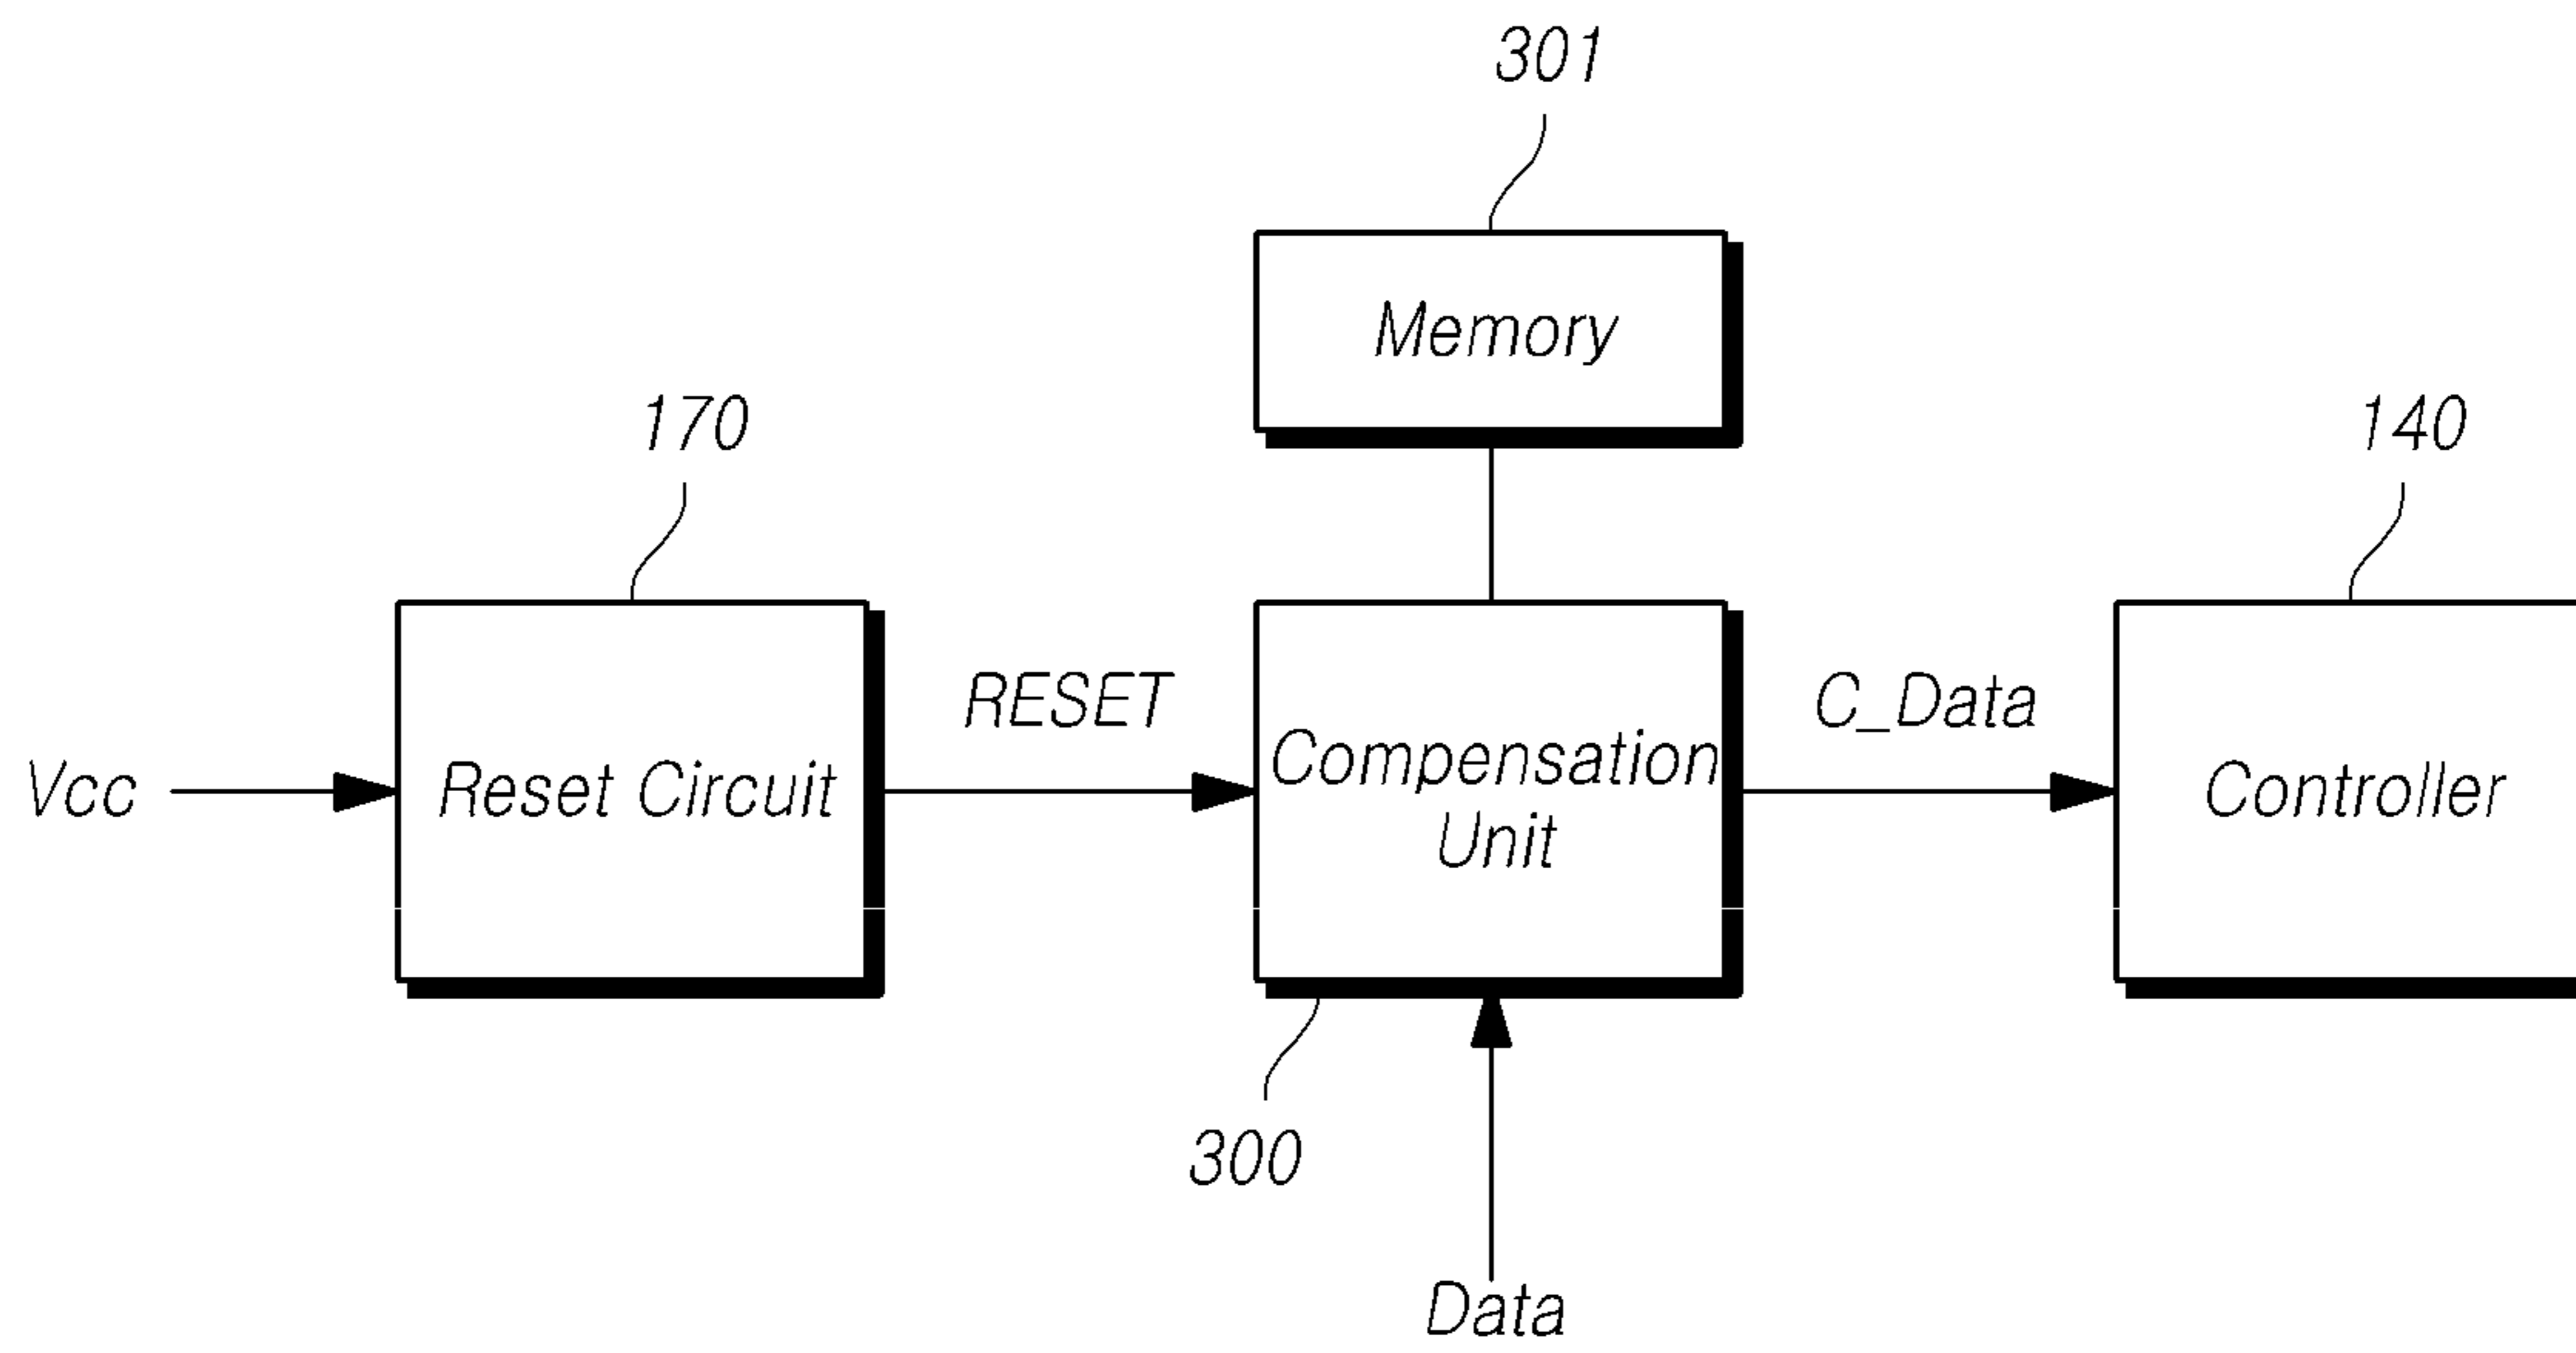 301
Memory
170
140
RESET
C_Data
Vcc
Reset Circuit
Compensation
Unit
Controller
300
Data